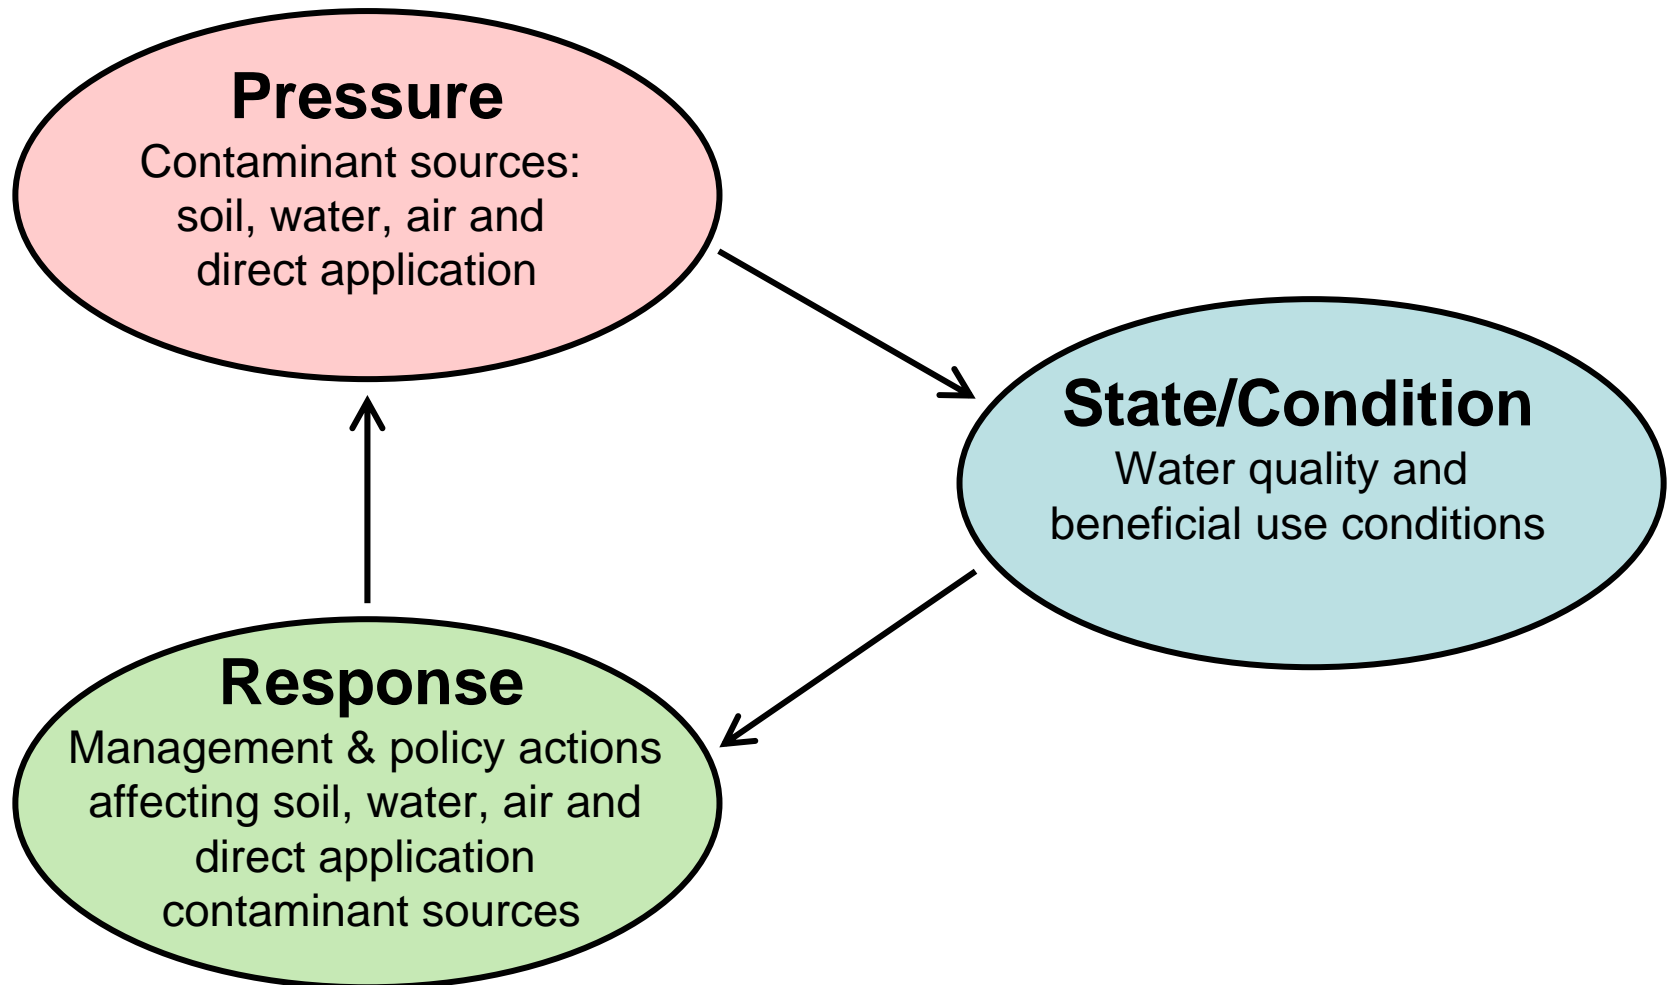 Pressure
Contaminant sources:
soil, water, air and
direct application
State/Condition
Water quality and
beneficial use conditions
Response
Management & policy actions
affecting soil, water, air and
direct application
contaminant sources